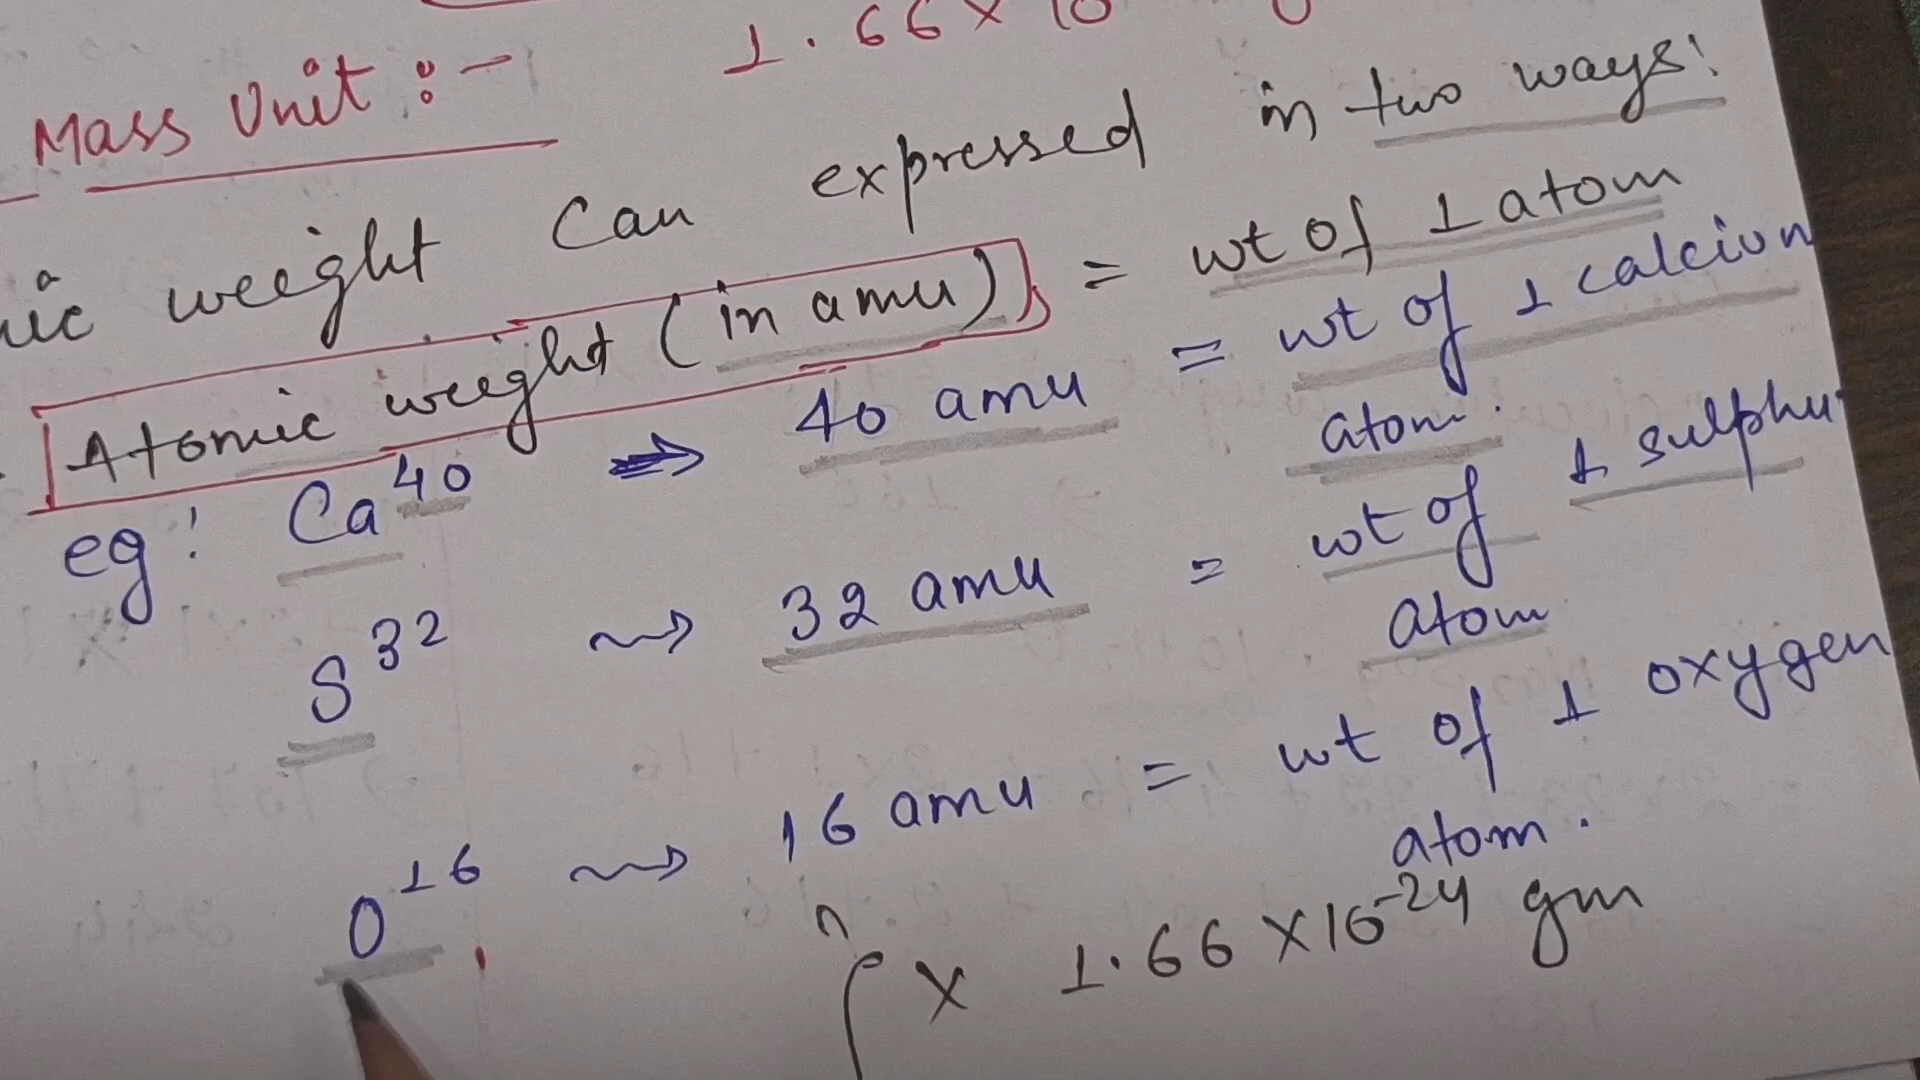 1.66 × 10
Mass Unit :-
weight can expressed in two ways:
Atomic weight (in amu) = wt of 1 atom
eg: Ca⁴⁰ → 40 amu = wt of 1 calcium
atom.
S³² → 32 amu = wt of 1 sulphu
atom
O¹⁶ → 16 amu = wt of 1 oxygen
atom.
× 1.66 × 10⁻²⁴ gm